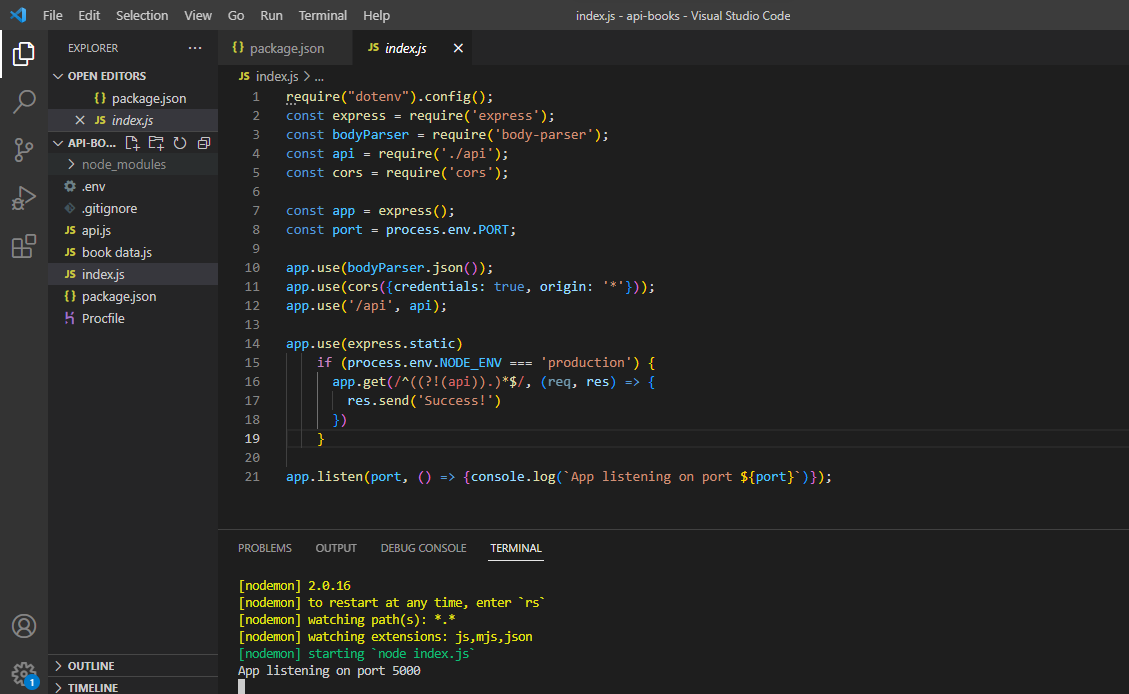 File Edit Selection View Go Run Terminal Help index.js - api-books - Visual Studio Code
EXPLORER ...
OPEN EDITORS
{} package.json
JS index.js
API-BO...
node_modules
.env
.gitignore
JS api.js
JS book data.js
JS index.js
{} package.json
Procfile
OUTLINE
TIMELINE
1
{} package.json JS index.js
JS index.js > ...
1 require("dotenv").config();
2 const express = require('express');
3 const bodyParser = require('body-parser');
4 const api = require('./api');
5 const cors = require('cors');
6
7 const app = express();
8 const port = process.env.PORT;
9
10 app.use(bodyParser.json());
11 app.use(cors({credentials: true, origin: '*'}));
12 app.use('/api', api);
13
14 app.use(express.static)
15 if (process.env.NODE_ENV === 'production') {
16 app.get(/^((?!(api)).)*$/, (req, res) => {
17 res.send('Success!')
18 })
19 }
20
21 app.listen(port, () => {console.log(`App listening on port ${port}`)});
PROBLEMS OUTPUT DEBUG CONSOLE TERMINAL
[nodemon] 2.0.16
[nodemon] to restart at any time, enter `rs`
[nodemon] watching path(s): *.*
[nodemon] watching extensions: js,mjs,json
[nodemon] starting `node index.js`
App listening on port 5000